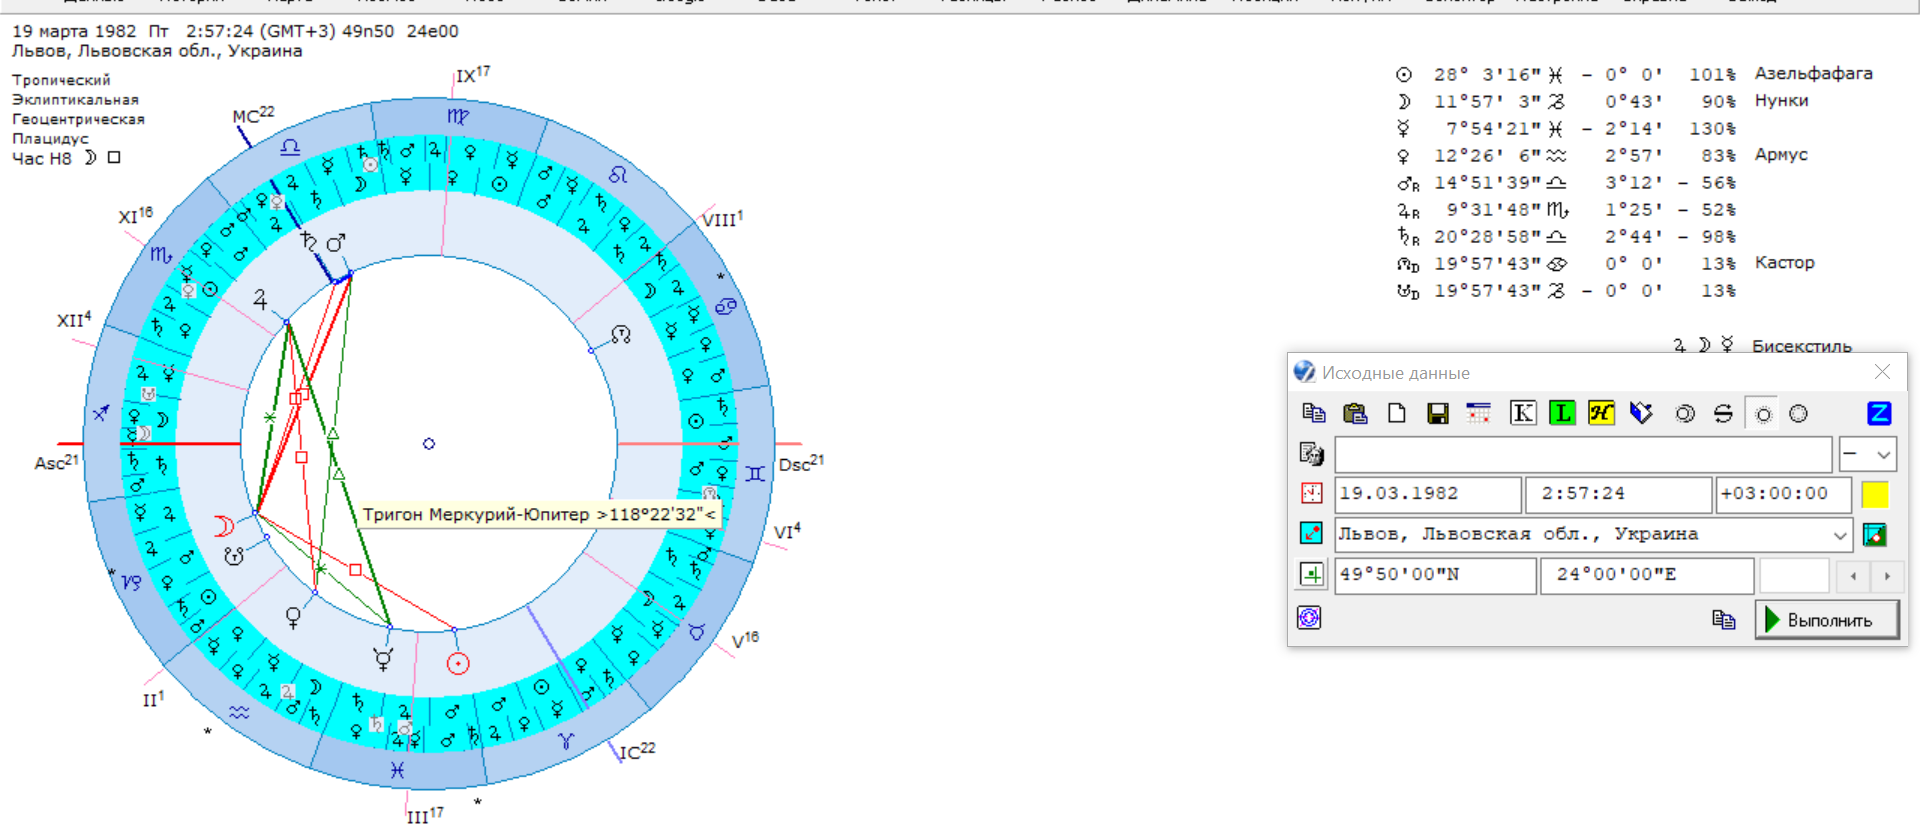 19 марта 1982 Пт 2:57:24 (GMT+3) 49n50 24e00
Львов, Львовская обл., Украина
Тропический
Эклиптикальная
Геоцентрическая
Плацидус
Час H8 ☽ □
IX17
MC22
XI16
VIII1
XII4
Asc21
Dsc21
Тригон Меркурий-Юпитер >118°22'32"<
VI4
V16
II1
IC22
III17
☉ 28° 3'16" ♓ - 0° 0' 101% Азельфафага
☽ 11°57' 3" ♑ 0°43' 90% Нунки
☿ 7°54'21" ♓ - 2°14' 130%
♀ 12°26' 6" ♒ 2°57' 83% Армус
♂R 14°51'39" ♎ 3°12' - 56%
♃R 9°31'48" ♏ 1°25' - 52%
♄R 20°28'58" ♎ 2°44' - 98%
☊D 19°57'43" ♋ 0° 0' 13% Кастор
☋D 19°57'43" ♑ - 0° 0' 13%
♃ ☽ ☿ Бисекстиль
Исходные данные
K L H Z
19.03.1982 2:57:24 +03:00:00
Львов, Львовская обл., Украина
49°50'00"N 24°00'00"E
Выполнить